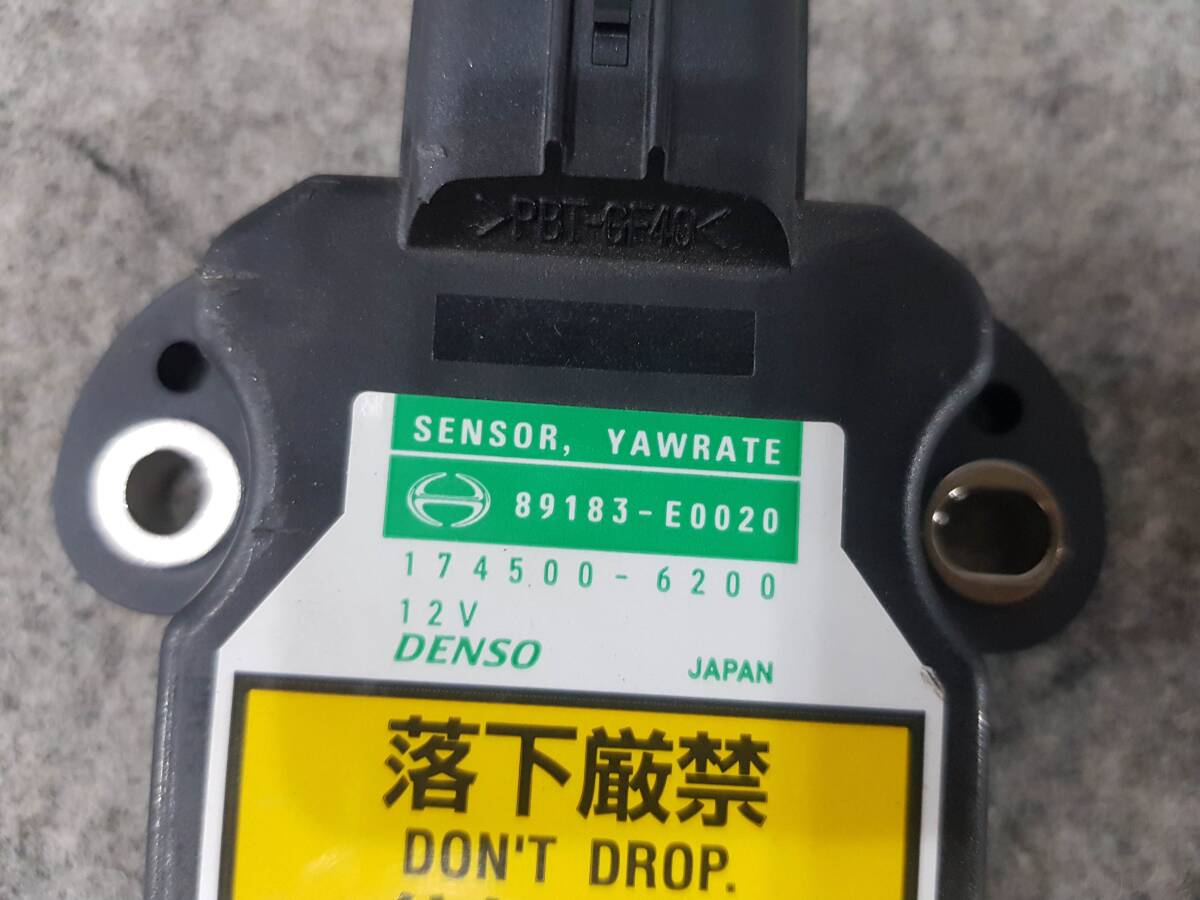 >PBT-GF40<
SENSOR, YAWRATE
89183-E0020
174500-6200
12V
DENSO JAPAN
落下厳禁
DON'T DROP.